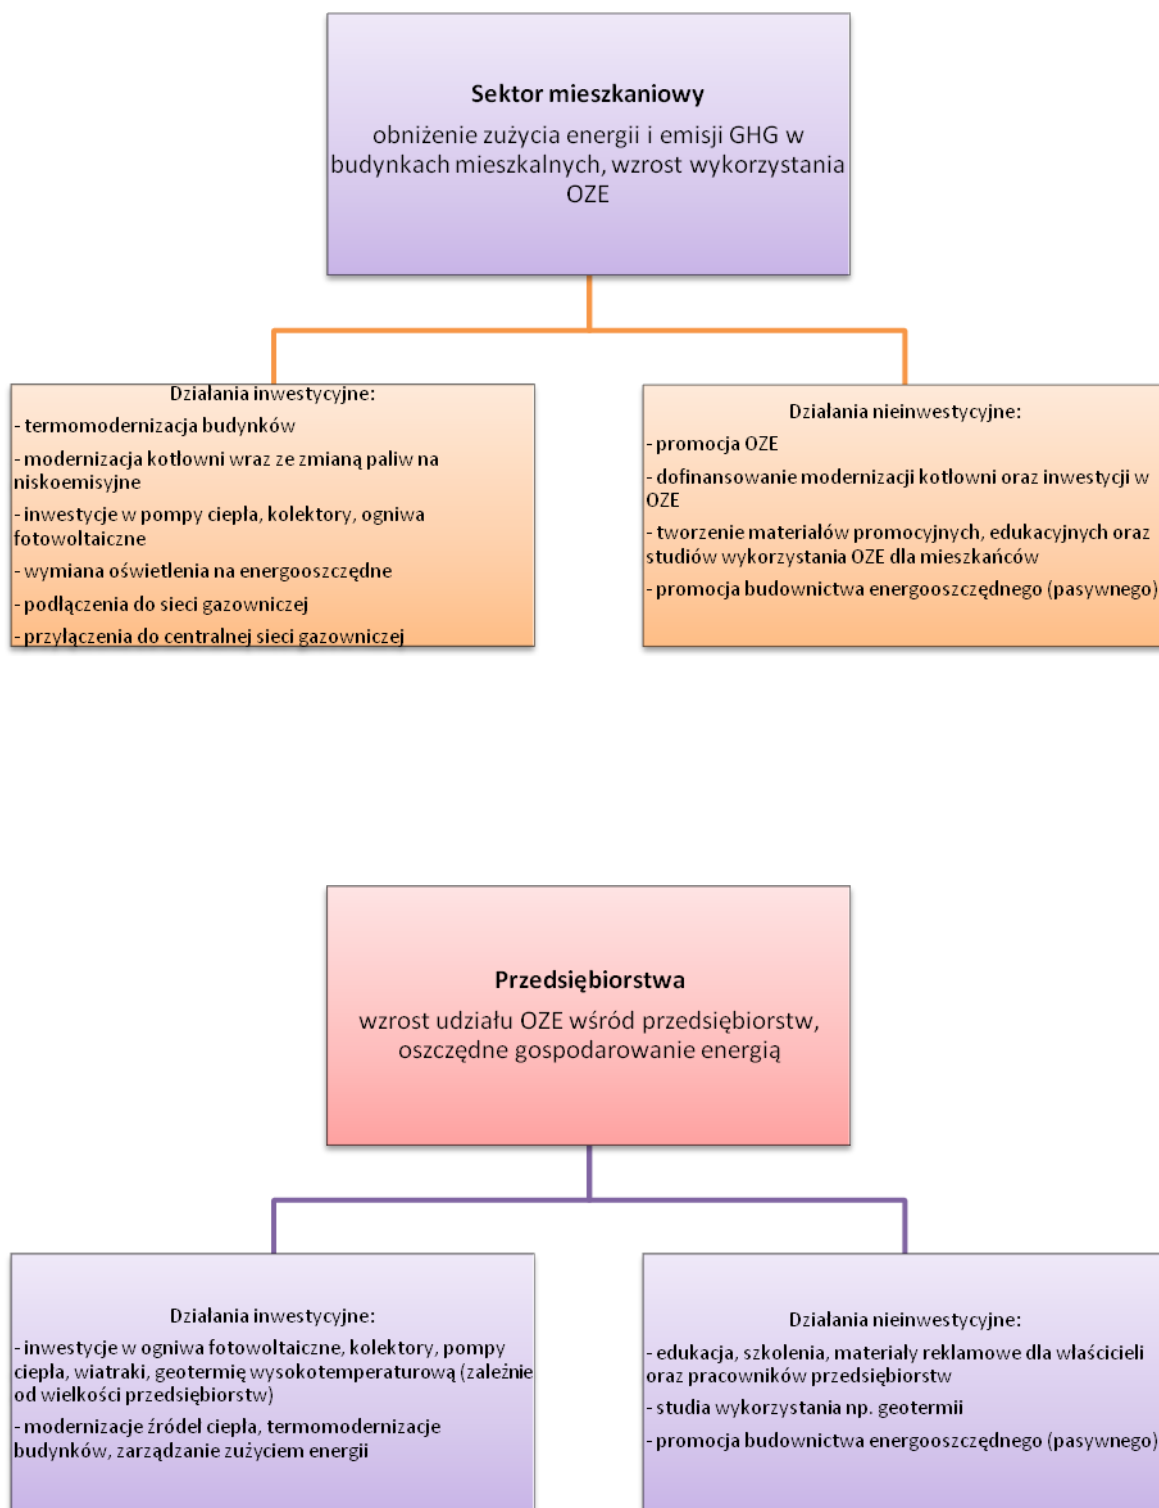 Sektor mieszkaniowy
obniżenie zużycia energii i emisji GHG w
budynkach mieszkalnych, wzrost wykorzystania
OZE
Działania inwestycyjne:
- termomodernizacja budynków
- modernizacja kotłowni wraz ze zmianą paliw na
niskoemisyjne
- inwestycje w pompy ciepła, kolektory, ogniwa
fotowoltaiczne
- wymiana oświetlenia na energooszczędne
- podłączenia do sieci gazowniczej
- przyłączenia do centralnej sieci gazowniczej
Działania nieinwestycyjne:
- promocja OZE
- dofinansowanie modernizacji kotłowni oraz inwestycji w
OZE
- tworzenie materiałów promocyjnych, edukacyjnych oraz
studiów wykorzystania OZE dla mieszkańców
- promocja budownictwa energooszczędnego (pasywnego)
Przedsiębiorstwa
wzrost udziału OZE wśród przedsiębiorstw,
oszczędne gospodarowanie energią
Działania inwestycyjne:
- inwestycje w ogniwa fotowoltaiczne, kolektory, pompy
ciepła, wiatraki, geotermię wysokotemperaturową (zależnie
od wielkości przedsiębiorstw)
- modernizacje źródeł ciepła, termomodernizacje
budynków, zarządzanie zużyciem energii
Działania nieinwestycyjne:
- edukacja, szkolenia, materiały reklamowe dla właścicieli
oraz pracowników przedsiębiorstw
- studia wykorzystania np. geotermii
- promocja budownictwa energooszczędnego (pasywnego)